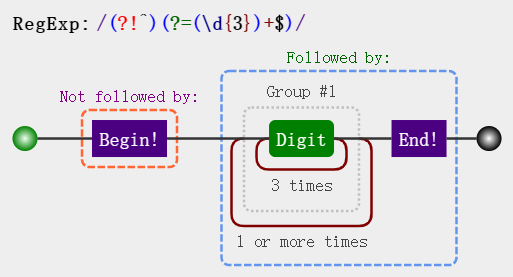 RegExp: /(?!^)(?=(\d{3})+$)/
Followed by:
Not followed by:
Group #1
Begin!
Digit
End!
3 times
1 or more times